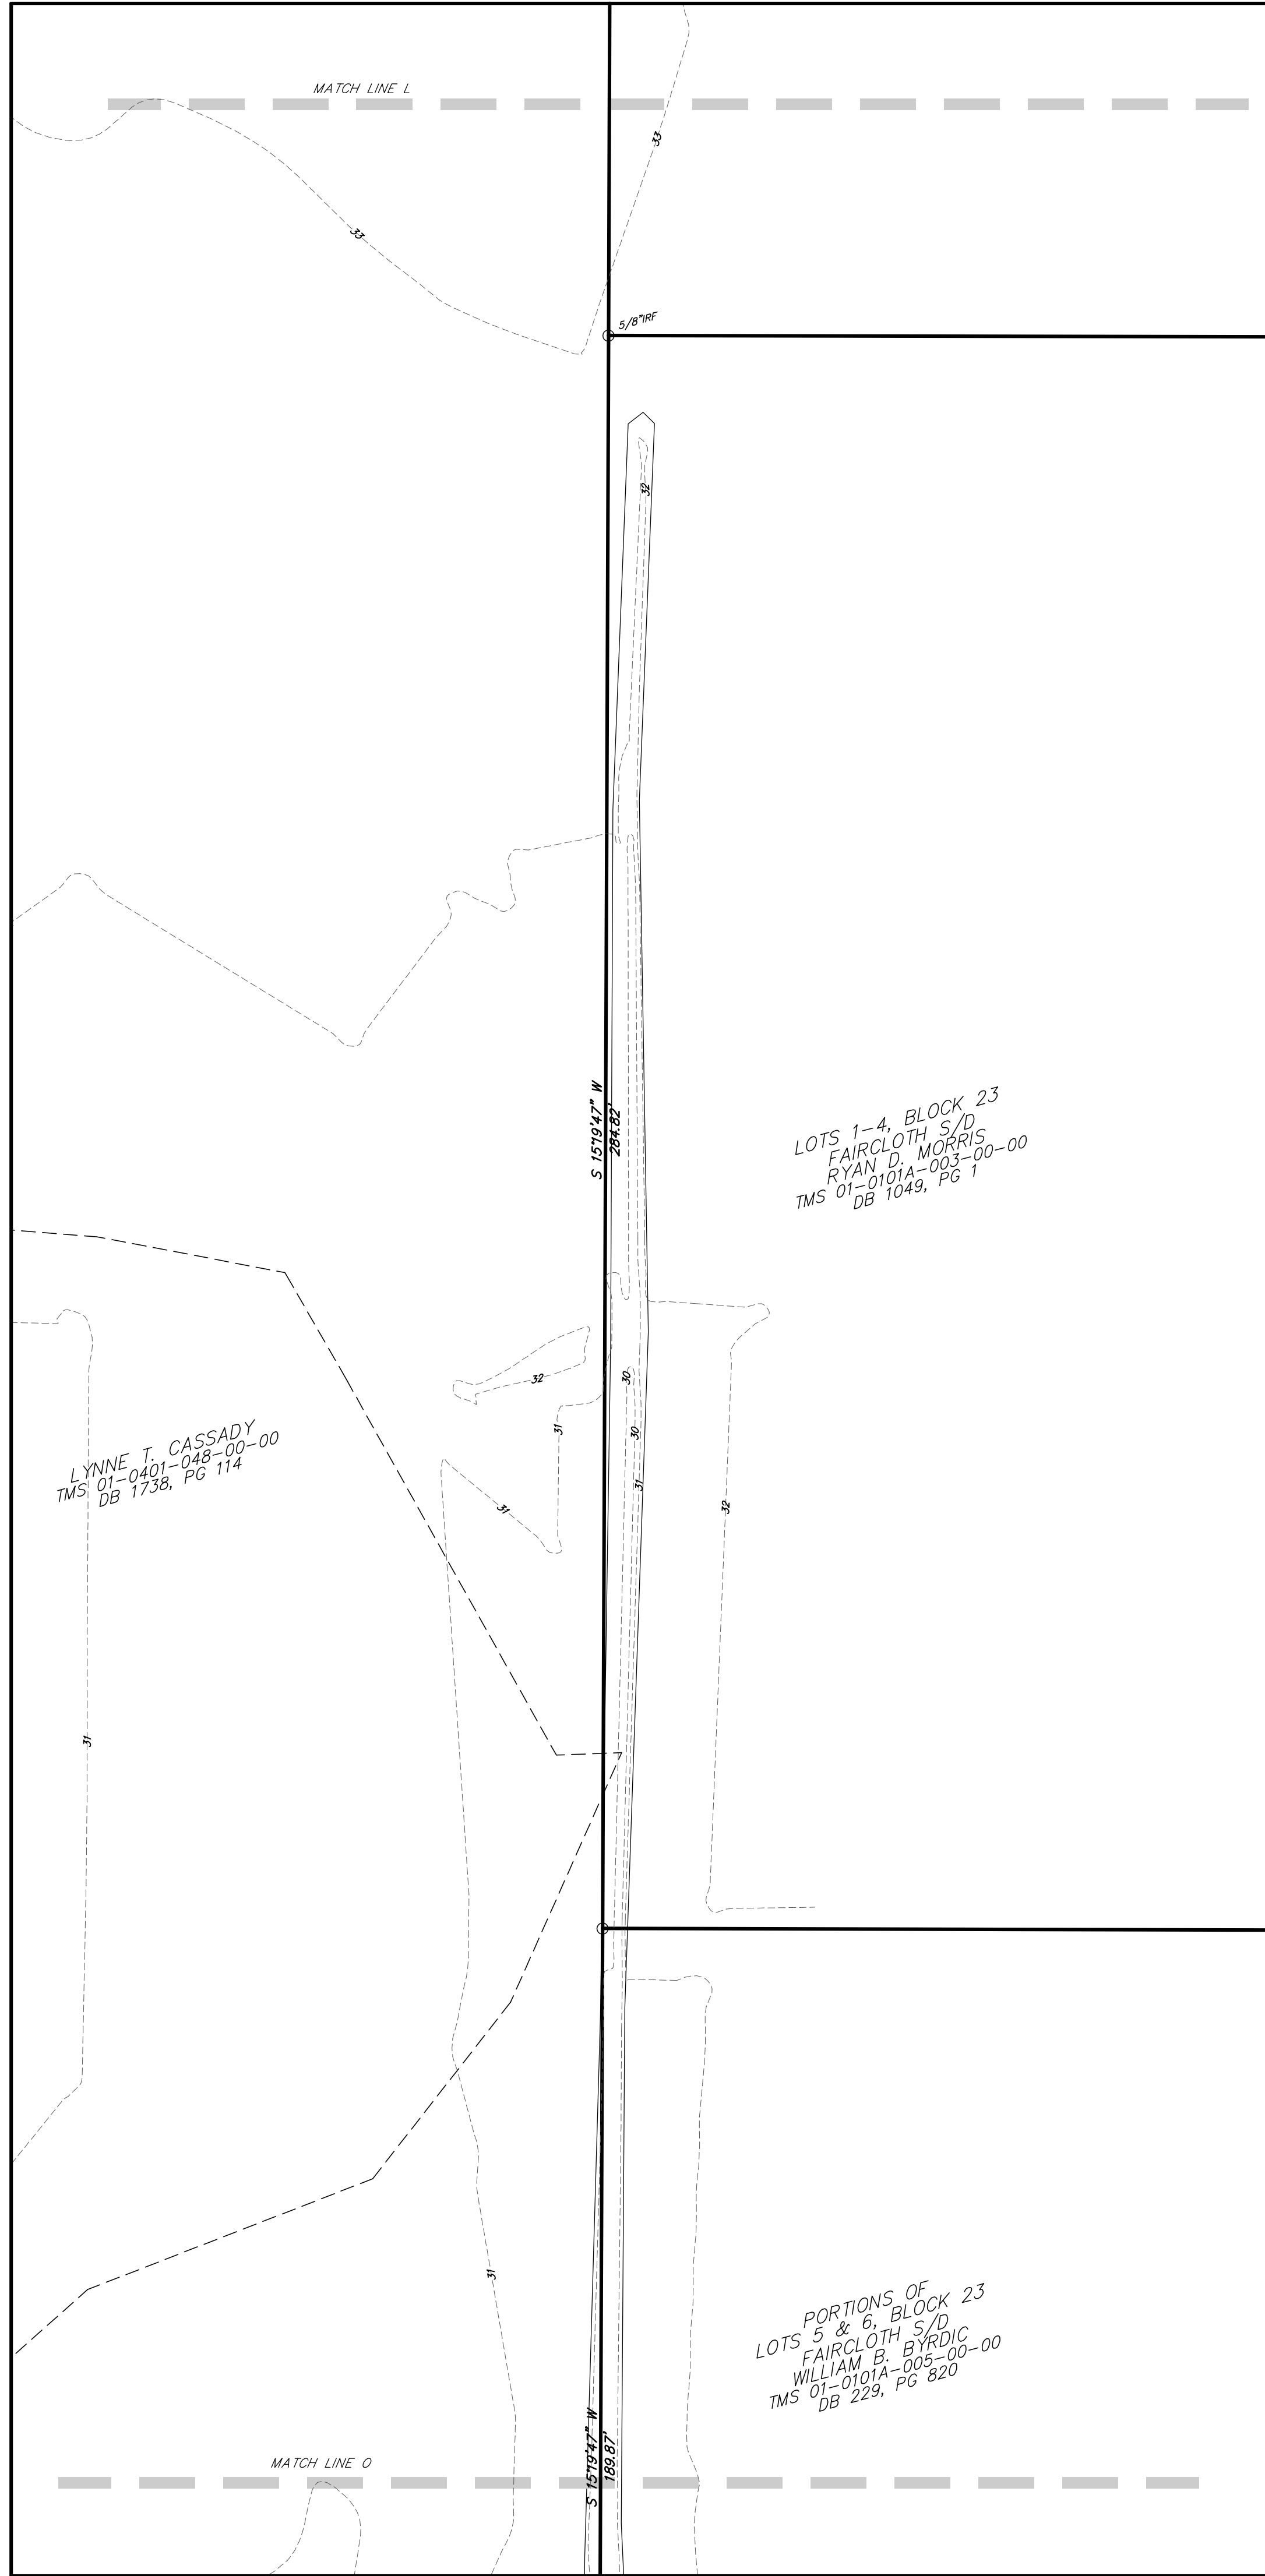 MATCH LINE L
33
33
5/8"IRF
32
S 15°19'47" W
284.82'
LOTS 1-4, BLOCK 23
FAIRCLOTH S/D
RYAN D. MORRIS
TMS 01-0101A-003-00-00
DB 1049, PG 1
32
30
31
30
LYNNE T. CASSADY
TMS 01-0401-048-00-00
DB 1738, PG 114
31
31
32
31
31
PORTIONS OF
LOTS 5 & 6, BLOCK 23
FAIRCLOTH S/D
WILLIAM B. BYRDIC
TMS 01-0101A-005-00-00
DB 229, PG 820
S 15°19'47" W
189.87'
MATCH LINE O